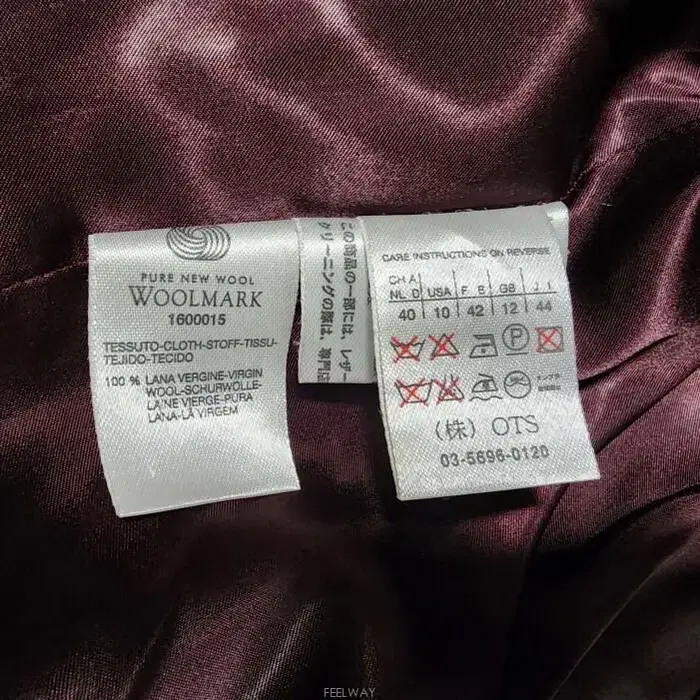 PURE NEW WOOL
WOOLMARK
1600015
TESSUTO-CLOTH-STOFF-TISSU-
TEJIDO-TECIDO
100 % LANA VERGINE-VIRGIN
WOOL-SCHURWOLLE-
LAINE VIERGE-PURA
LANA-LÀ VIRGEM
この商品の一部には、レザー
クリーニングの際は、専門店
CARE INSTRUCTIONS ON REVERSE
CH A
NL D USA F B GB J I
40 10 42 12 44
P
(株) OTS
03-5696-0120
FEELWAY